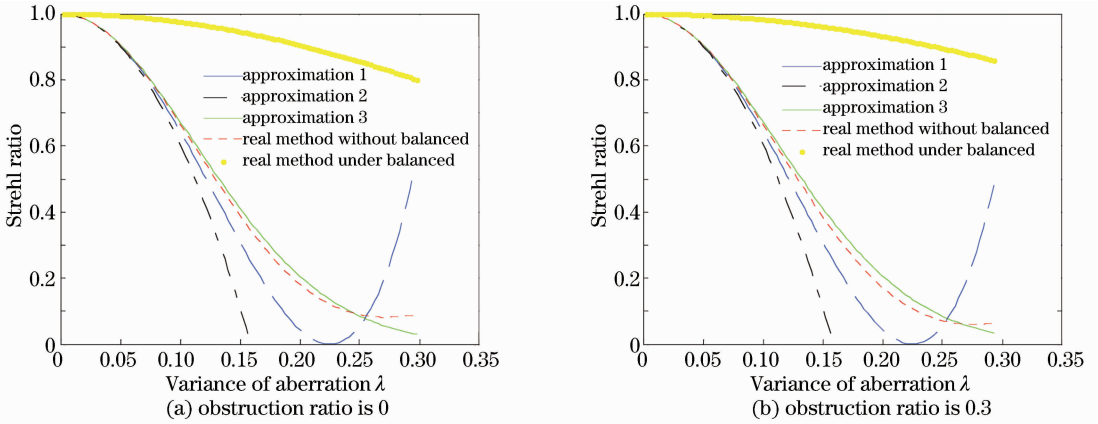 1.0
0.8
0.6
0.4
0.2
0
Strehl ratio
approximation 1
approximation 2
approximation 3
real method without balanced
real method under balanced
0 0.05 0.10 0.15 0.20 0.25 0.30 0.35
Variance of aberration λ
(a) obstruction ratio is 0
1.0
0.8
0.6
0.4
0.2
0
Strehl ratio
approximation 1
approximation 2
approximation 3
real method without balanced
real method under balanced
0 0.05 0.10 0.15 0.20 0.25 0.30 0.35
Variance of aberration λ
(b) obstruction ratio is 0.3